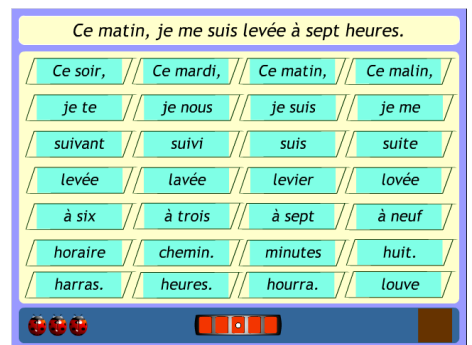 Ce matin, je me suis levée à sept heures.
Ce soir, Ce mardi, Ce matin, Ce malin,
je te je nous je suis je me
suivant suivi suis suite
levée lavée levier lovée
à six à trois à sept à neuf
horaire chemin. minutes huit.
harras. heures. hourra. louve